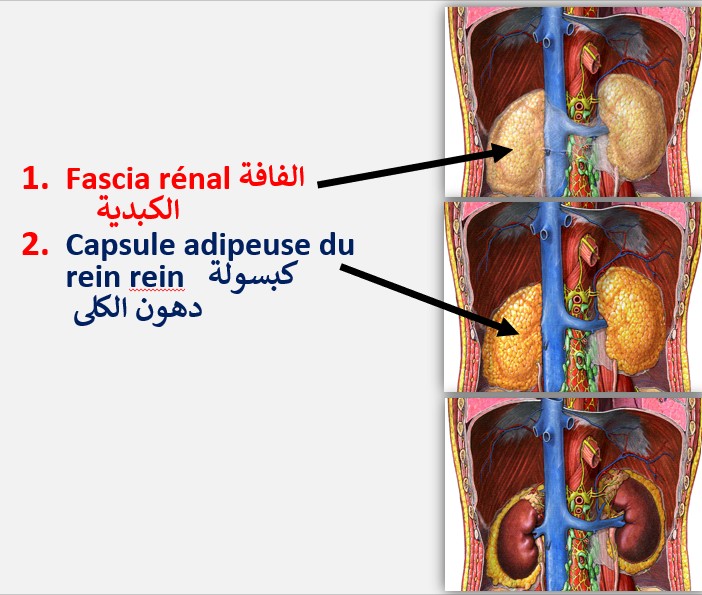 1. Fascia rénal الفافة
الكبدية
2. Capsule adipeuse du
rein rein كبسولة
دهون الكلى